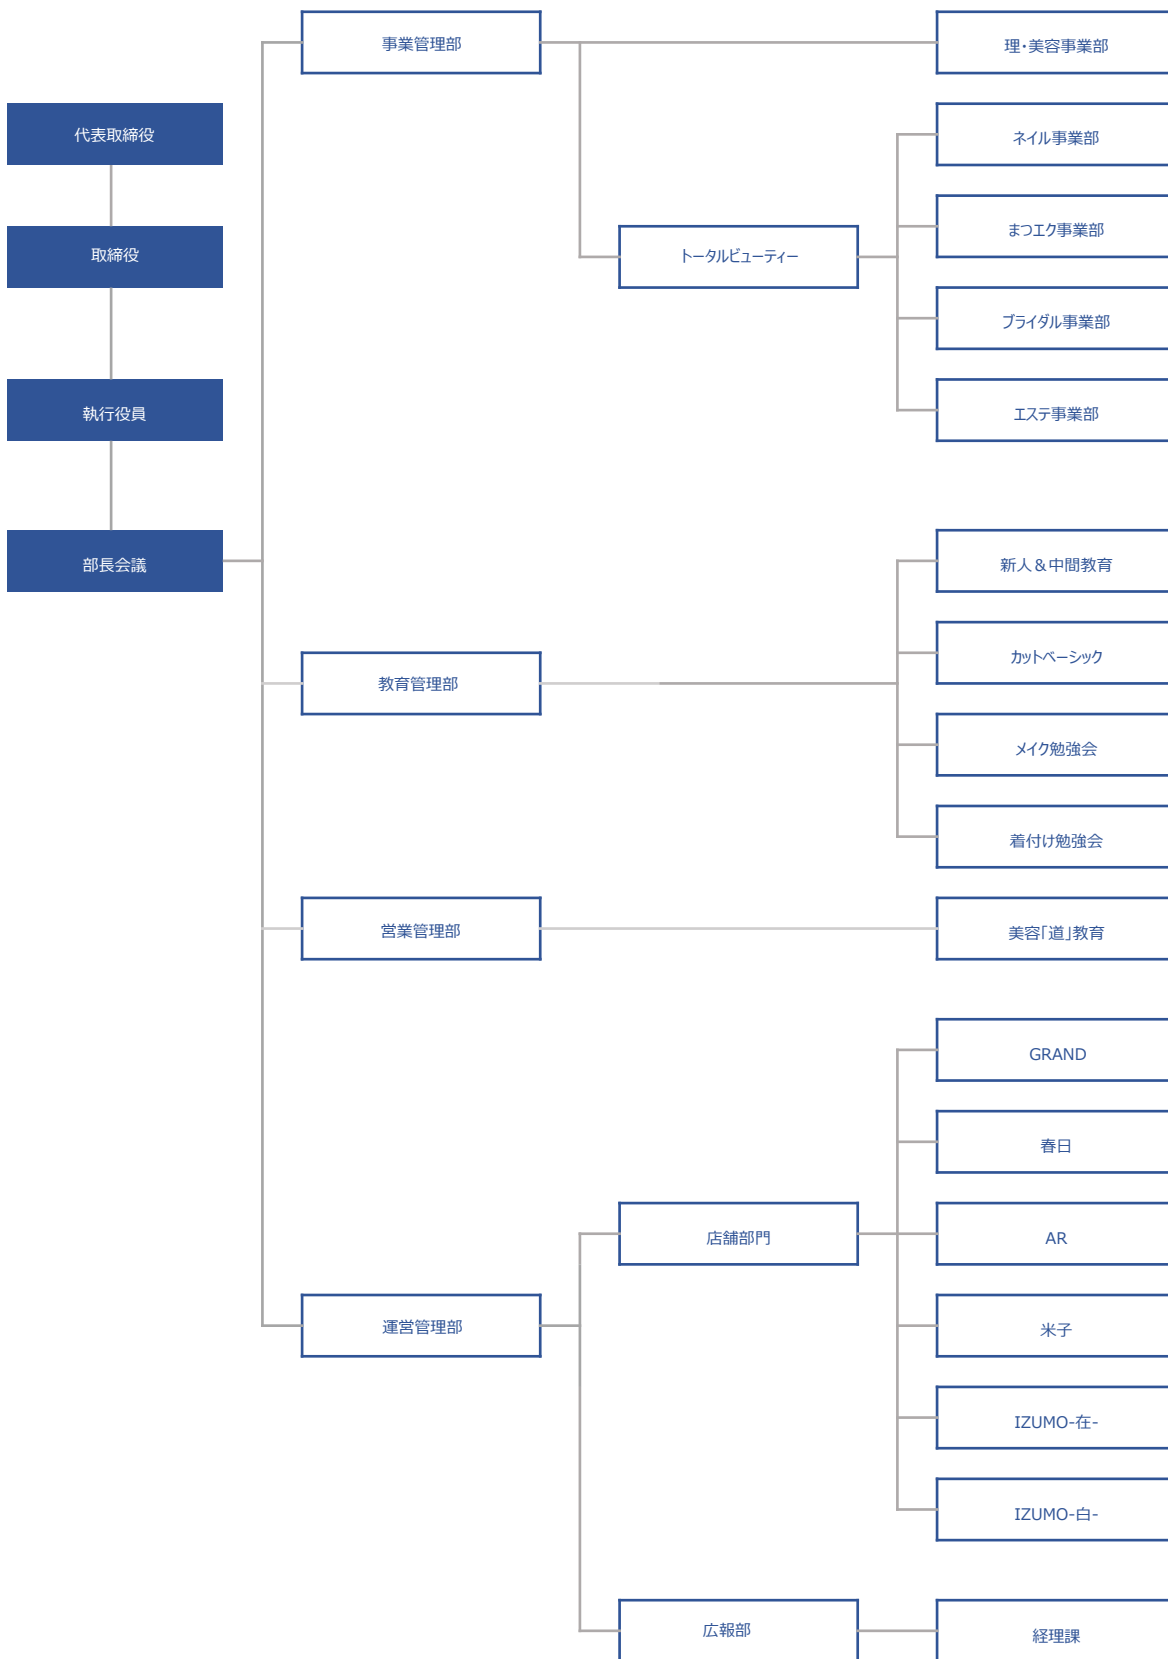 代表取締役
取締役
執行役員
部長会議
事業管理部
理・美容事業部
トータルビューティー
ネイル事業部
まつエク事業部
ブライダル事業部
エステ事業部
教育管理部
新人&中間教育
カットベーシック
メイク勉強会
着付け勉強会
営業管理部
美容「道」教育
運営管理部
店舗部門
GRAND
春日
AR
米子
IZUMO-在-
IZUMO-白-
広報部
経理課